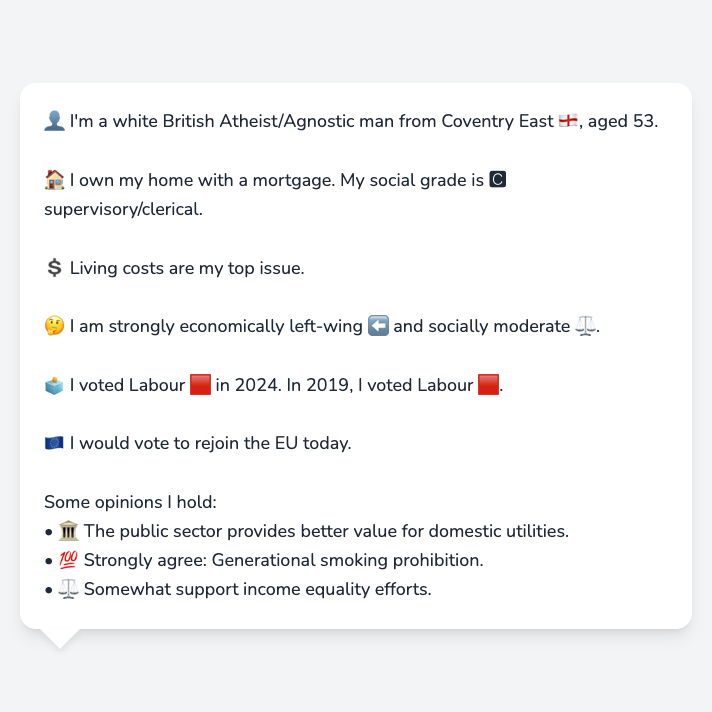 👤 I'm a white British Atheist/Agnostic man from Coventry East 🏴󠁧󠁢󠁥󠁮󠁧󠁿, aged 53.
🏠 I own my home with a mortgage. My social grade is 🅲
supervisory/clerical.
💲 Living costs are my top issue.
🤔 I am strongly economically left-wing ⬅️ and socially moderate ⚖️.
🗳️ I voted Labour 🟥 in 2024. In 2019, I voted Labour 🟥.
🇪🇺 I would vote to rejoin the EU today.
Some opinions I hold:
• 🏛️ The public sector provides better value for domestic utilities.
• 💯 Strongly agree: Generational smoking prohibition.
• ⚖️ Somewhat support income equality efforts.